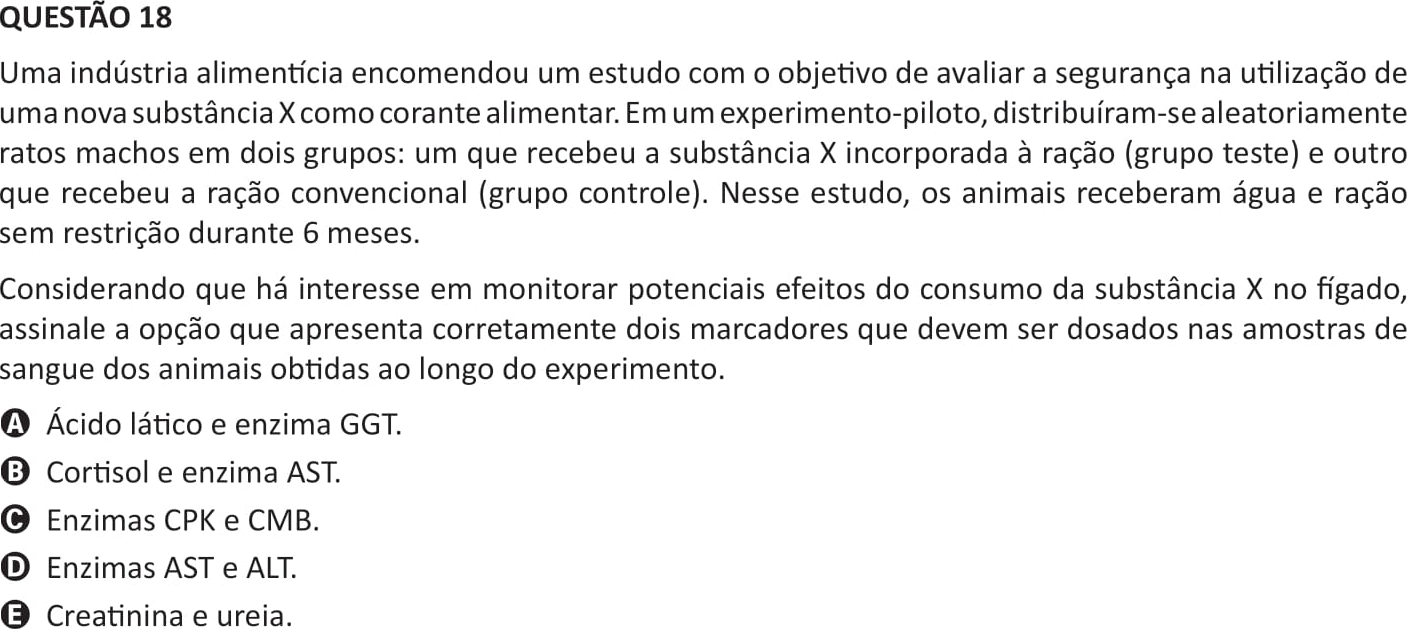 QUESTÃO 18
Uma indústria alimentícia encomendou um estudo com o objetivo de avaliar a segurança na utilização de
uma nova substância X como corante alimentar. Em um experimento-piloto, distribuíram-se aleatoriamente
ratos machos em dois grupos: um que recebeu a substância X incorporada à ração (grupo teste) e outro
que recebeu a ração convencional (grupo controle). Nesse estudo, os animais receberam água e ração
sem restrição durante 6 meses.
Considerando que há interesse em monitorar potenciais efeitos do consumo da substância X no fígado,
assinale a opção que apresenta corretamente dois marcadores que devem ser dosados nas amostras de
sangue dos animais obtidas ao longo do experimento.
A Ácido lático e enzima GGT.
B Cortisol e enzima AST.
C Enzimas CPK e CMB.
D Enzimas AST e ALT.
E Creatinina e ureia.